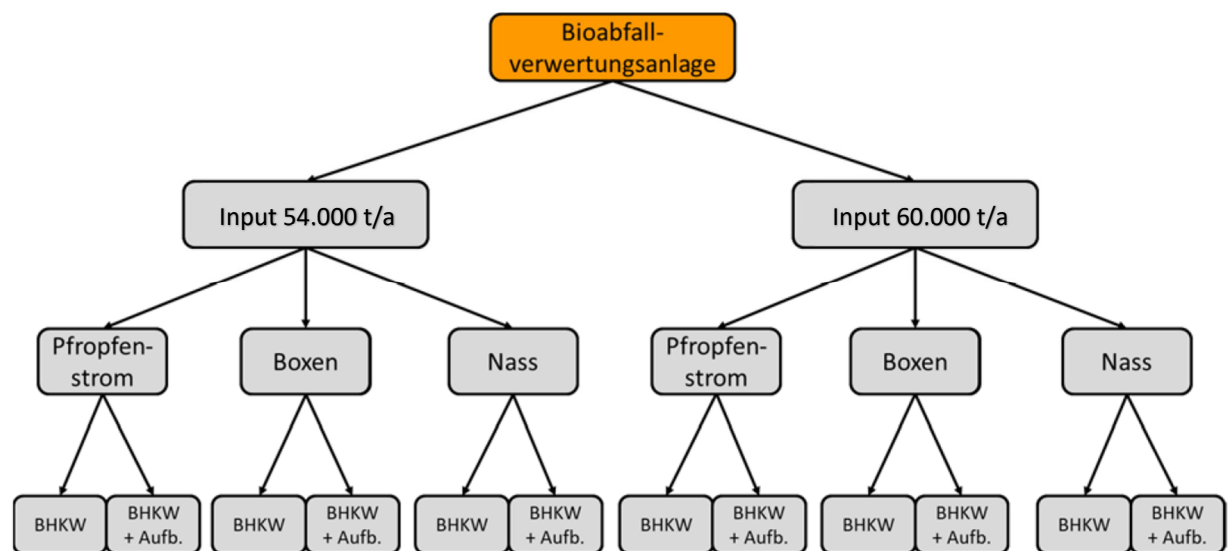 Bioabfall-
verwertungsanlage
Input 54.000 t/a
Input 60.000 t/a
Pfropfen-
strom
Boxen
Nass
Pfropfen-
strom
Boxen
Nass
BHKW
BHKW
+ Aufb.
BHKW
BHKW
+ Aufb.
BHKW
BHKW
+ Aufb.
BHKW
BHKW
+ Aufb.
BHKW
BHKW
+ Aufb.
BHKW
BHKW
+ Aufb.